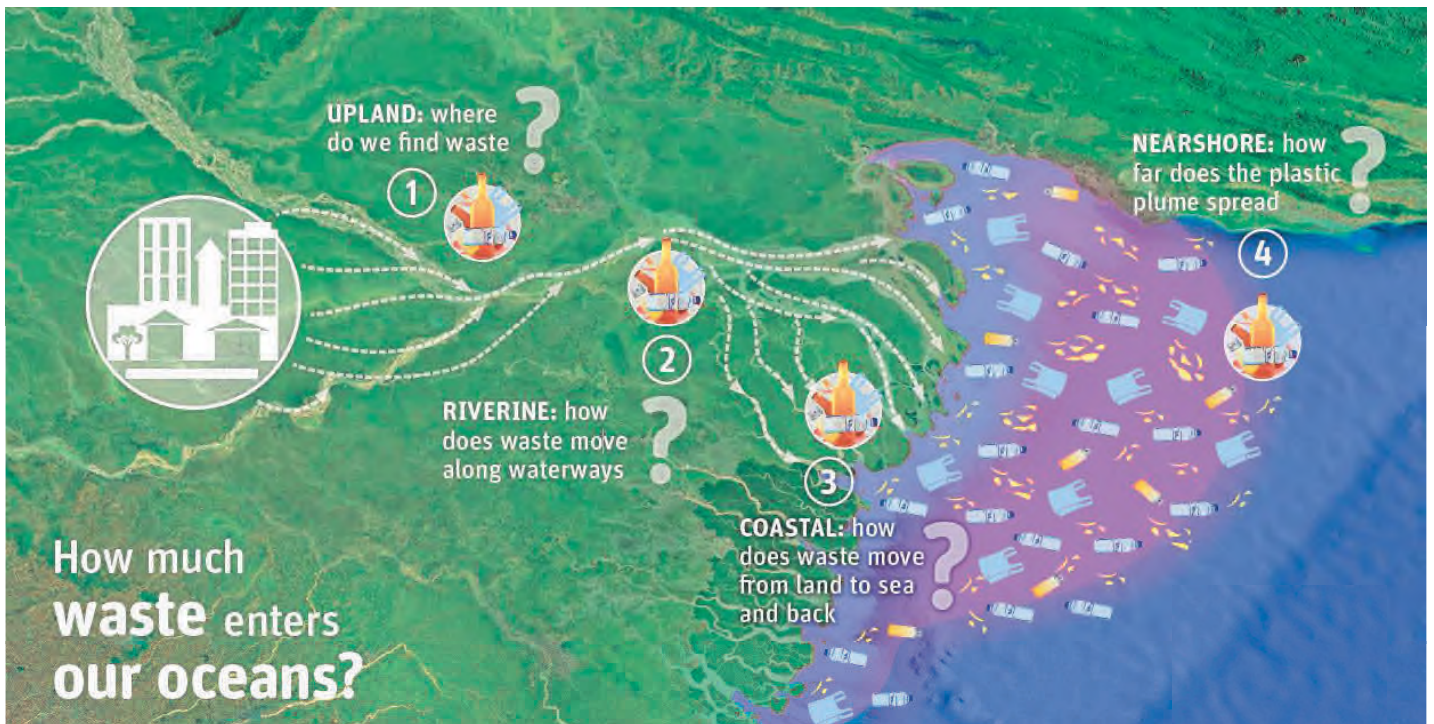 UPLAND: where
do we find waste
?
1
NEARSHORE: how
far does the plastic
plume spread
?
4
2
RIVERINE: how
does waste move
along waterways
?
3
COASTAL: how
does waste move
from land to sea
and back
?
How much
waste enters
our oceans?